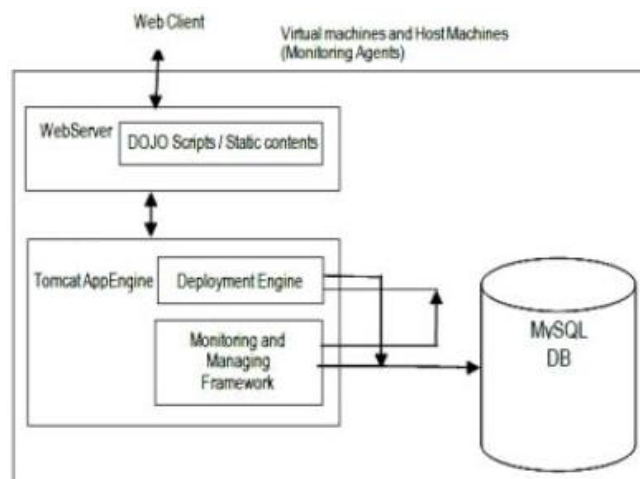 Web Client
Virtual machines and Host Machines
(Monitoring Agents)
WebServer
DOJO Scripts / Static contents
Tomcat AppEngine
Deployment Engine
Monitoring and
Managing
Framework
MySQL
DB